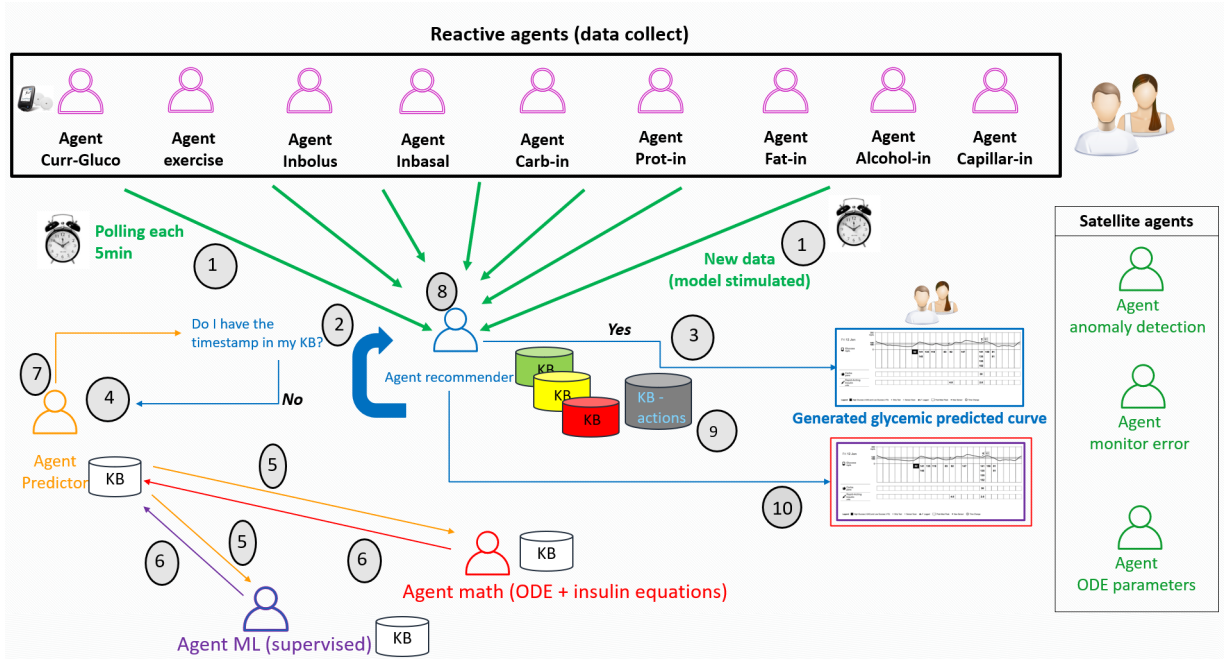 Reactive agents (data collect)
Agent
Curr-Gluco
Agent
exercise
Agent
Inbolus
Agent
Inbasal
Agent
Carb-in
Agent
Prot-in
Agent
Fat-in
Agent
Alcohol-in
Agent
Capillar-in
Polling each
5min
1
1
New data
(model stimulated)
Satellite agents
Agent
anomaly detection
Agent
monitor error
Agent
ODE parameters
8
Do I have the
timestamp in my KB?
2
Yes
3
7
4
No
Agent recommender
KB
KB
KB
KB -
actions
9
Generated glycemic predicted curve
Agent
Predictor
KB
5
10
5
6
6
KB
Agent math (ODE + insulin equations)
Agent ML (supervised)
KB